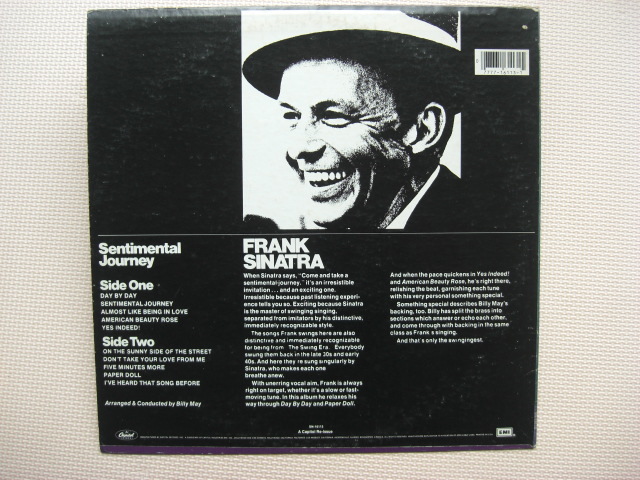 0
7777-16113-1
Sentimental
Journey
Side One
DAY BY DAY
SENTIMENTAL JOURNEY
ALMOST LIKE BEING IN LOVE
AMERICAN BEAUTY ROSE
YES INDEED!
Side Two
ON THE SUNNY SIDE OF THE STREET
DON'T TAKE YOUR LOVE FROM ME
FIVE MINUTES MORE
PAPER DOLL
I'VE HEARD THAT SONG BEFORE
Arranged & Conducted by Billy May
FRANK
SINATRA
When Sinatra says, "Come and take a
sentimental journey," it's an irresistible
invitation... and an exciting one.
Irresistible because past listening experi-
ence tells you so. Exciting because Sinatra
is the master of swinging singing,
separated from imitators by his distinctive,
immediately recognizable style.
The songs Frank swings here are also
distinctive and immediately recognizable
for being from The Swing Era. Everybody
swung them back in the late 30s and early
40s. And here they're sung singularly by
Sinatra, who makes each one
breathe anew.
With unerring vocal aim, Frank is always
right on target, whether it's a slow or fast-
moving tune. In this album he relaxes his
way through Day By Day and Paper Doll.
And when the pace quickens in Yes Indeed!
and American Beauty Rose, he's right there,
relishing the beat, garnishing each tune
with his very personal something special.
Something special describes Billy May's
backing, too. Billy has split the brass into
sections which answer or echo each other,
and come through with backing in the same
class as Frank's singing.
And that's only the swingingest.
SN-16113
A Capitol Re-issue
Capitol
EMI